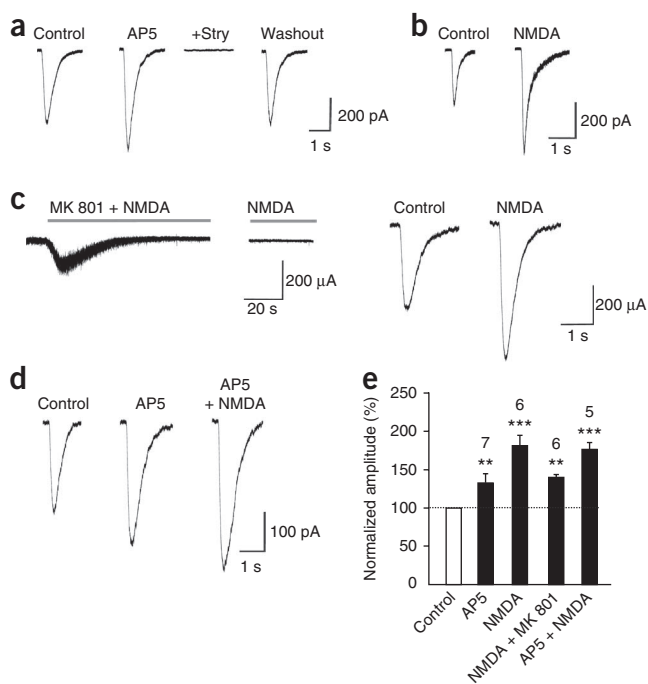 a
Control AP5 +Stry Washout
200 pA
1 s
b
Control NMDA
200 pA
1 s
c
MK 801 + NMDA NMDA
200 µA
20 s
Control NMDA
200 µA
1 s
d
Control AP5 AP5 + NMDA
100 pA
1 s
e
Normalized amplitude (%)
250
200
150
100
50
0
7
**
6
***
6
**
5
***
Control
AP5
NMDA
NMDA + MK 801
AP5 + NMDA